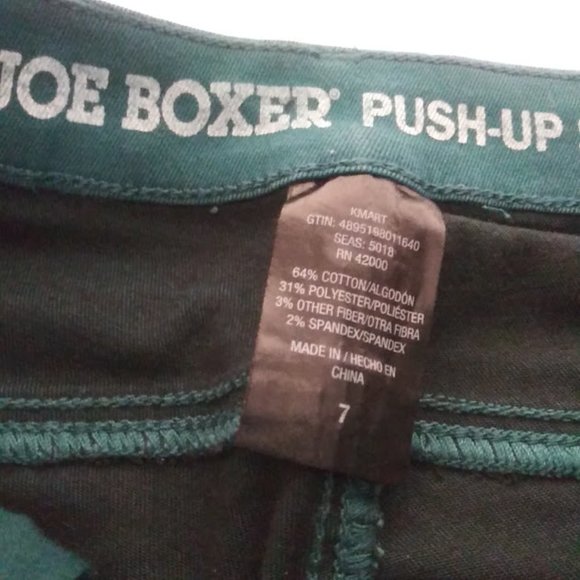 JOE BOXER® PUSH-UP
KMART
GTIN: 4895198011640
SEAS: 5018
RN 42000
64% COTTON/ALGODÓN
31% POLYESTER/POLIÉSTER
3% OTHER FIBER/OTRA FIBRA
2% SPANDEX/SPANDEX
MADE IN / HECHO EN
CHINA
7